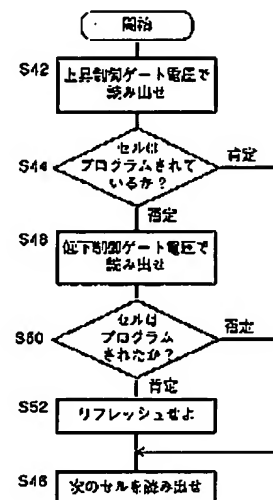 開始
S42
上昇制御ゲート電圧で
読み出せ
S44
セルは
プログラムされて
いるか?
肯定
否定
S48
低下制御ゲート電圧で
読み出せ
S50
セルは
プログラム
されたか?
否定
肯定
S52
リフレッシュせよ
S46
次のセルを読み出せ